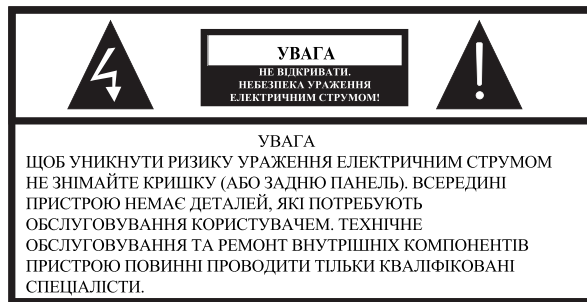 УВАГА
НЕ ВІДКРИВАТИ.
НЕБЕЗПЕКА УРАЖЕННЯ
ЕЛЕКТРИЧНИМ СТРУМОМ!
УВАГА
ЩОБ УНИКНУТИ РИЗИКУ УРАЖЕННЯ ЕЛЕКТРИЧНИМ СТРУМОМ
НЕ ЗНІМАЙТЕ КРИШКУ (АБО ЗАДНЮ ПАНЕЛЬ). ВСЕРЕДИНІ
ПРИСТРОЮ НЕМАЄ ДЕТАЛЕЙ, ЯКІ ПОТРЕБУЮТЬ
ОБСЛУГОВУВАННЯ КОРИСТУВАЧЕМ. ТЕХНІЧНЕ
ОБСЛУГОВУВАННЯ ТА РЕМОНТ ВНУТРІШНІХ КОМПОНЕНТІВ
ПРИСТРОЮ ПОВИННІ ПРОВОДИТИ ТІЛЬКИ КВАЛІФІКОВАНІ
СПЕЦІАЛІСТИ.